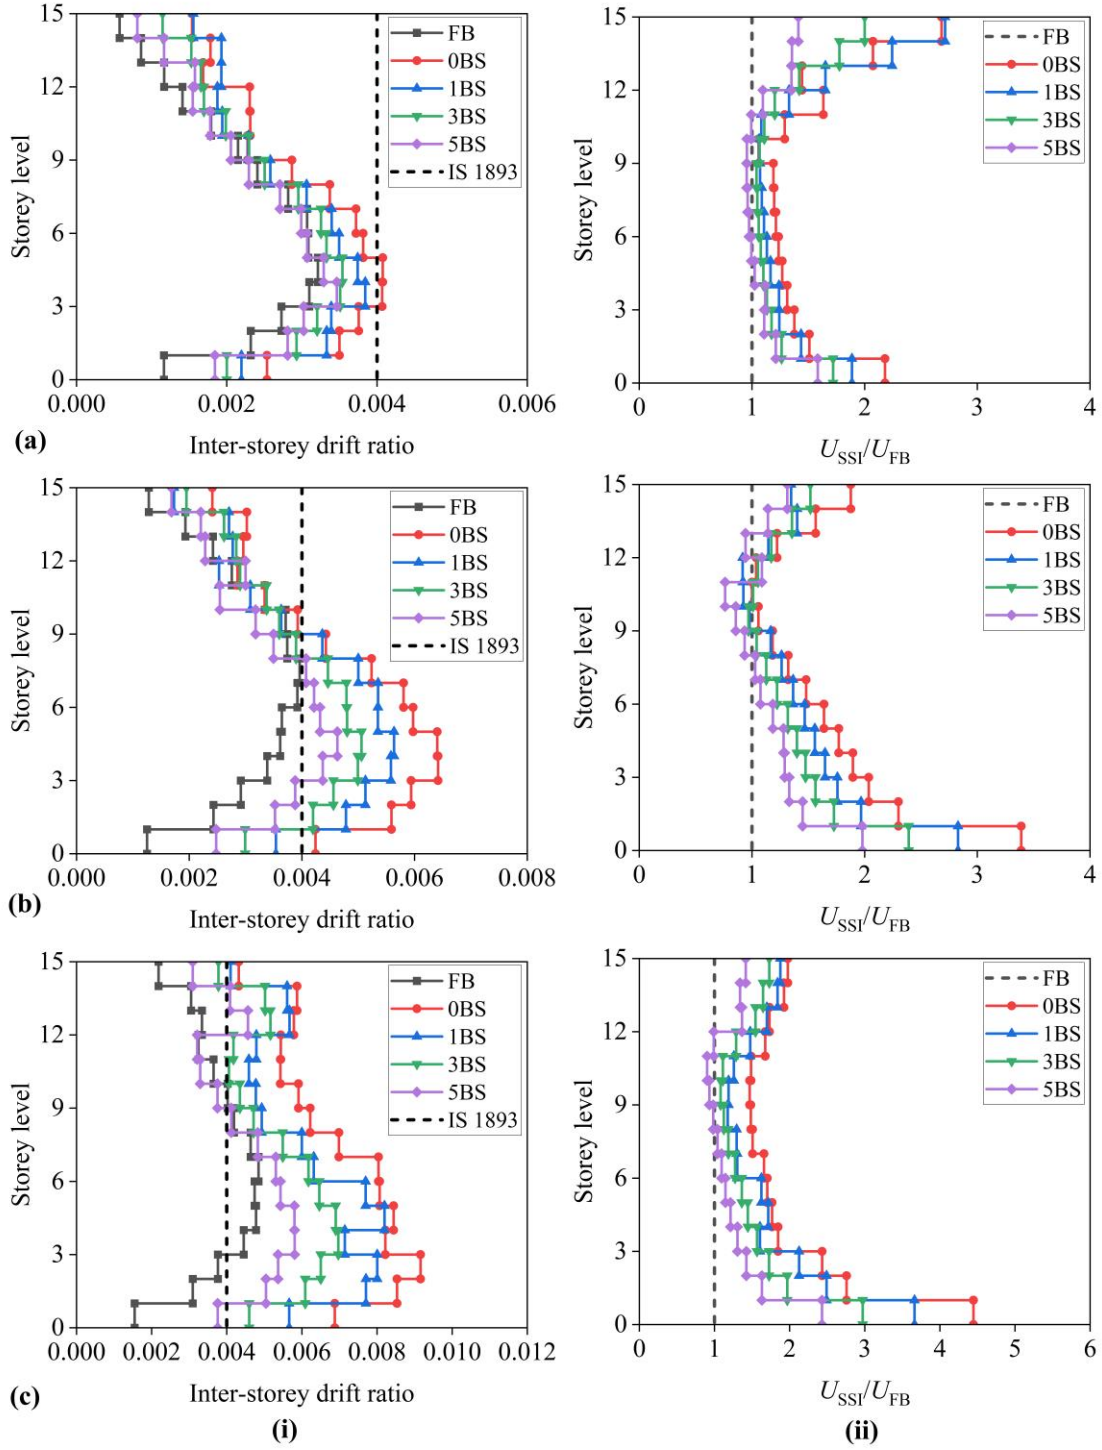 15
12
9
6
3
0
Storey level
0.000
0.002
0.004
0.006
Inter-storey drift ratio
FB
0BS
1BS
3BS
5BS
IS 1893
(a)
15
12
9
6
3
0
Storey level
0
1
2
3
4
U_SSI/U_FB
FB
0BS
1BS
3BS
5BS
15
12
9
6
3
0
Storey level
0.000
0.002
0.004
0.006
0.008
Inter-storey drift ratio
FB
0BS
1BS
3BS
5BS
IS 1893
(b)
15
12
9
6
3
0
Storey level
0
1
2
3
4
U_SSI/U_FB
FB
0BS
1BS
3BS
5BS
15
12
9
6
3
0
Storey level
0.000
0.002
0.004
0.006
0.008
0.010
0.012
Inter-storey drift ratio
FB
0BS
1BS
3BS
5BS
IS 1893
(c)
(i)
15
12
9
6
3
0
Storey level
0
1
2
3
4
5
6
U_SSI/U_FB
FB
0BS
1BS
3BS
5BS
(ii)